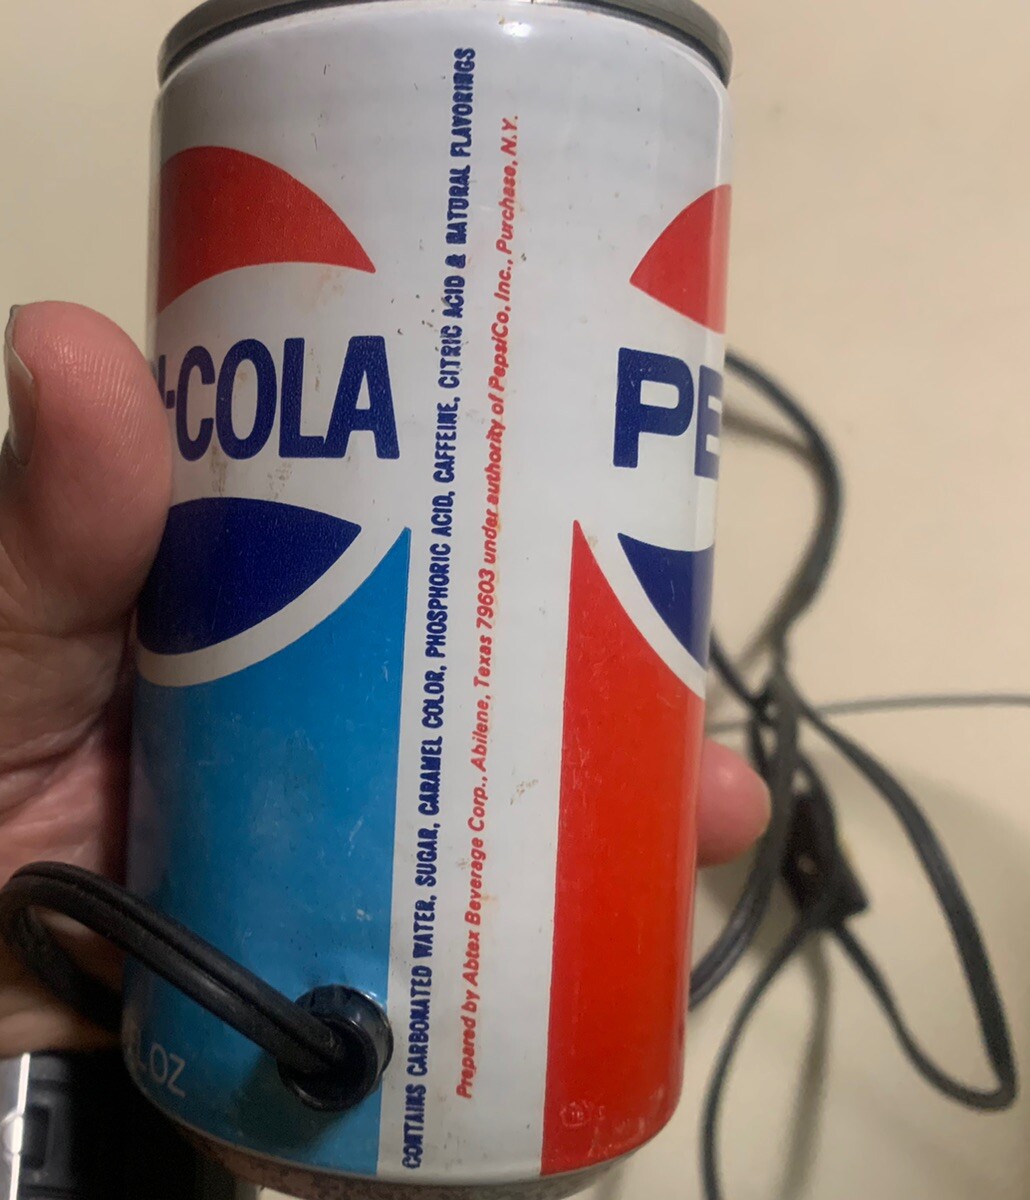 -COLA
PE
CONTAINS CARBONATED WATER, SUGAR, CARAMEL COLOR, PHOSPHORIC ACID, CAFFEINE, CITRIC ACID & NATURAL FLAVORINGS
Prepared by Abtex Beverage Corp., Abilene, Texas 79603 under authority of PepsiCo, Inc., Purchase, N.Y.
OZ